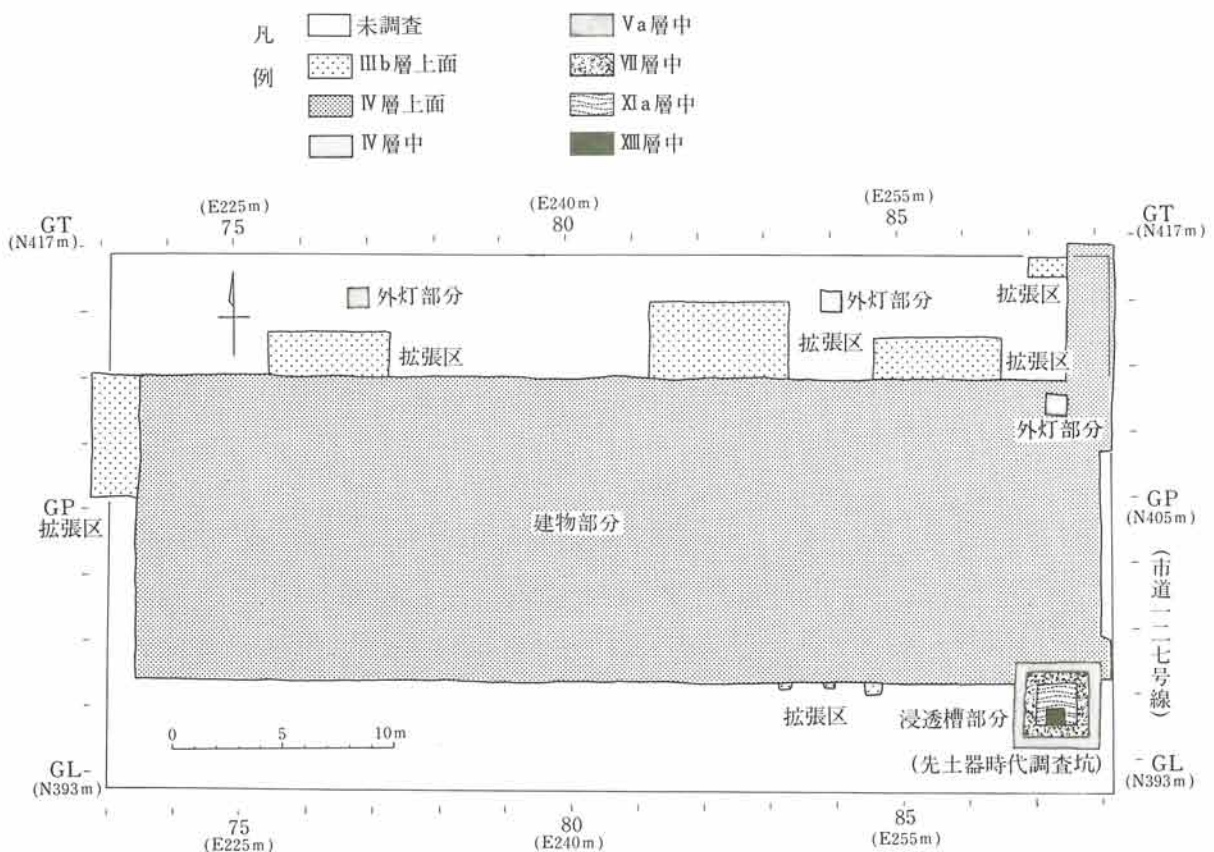 凡例
未調査
Ⅲb層上面
Ⅳ層上面
Ⅳ層中
Ⅴa層中
Ⅶ層中
Ⅺa層中
ⅩⅢ層中
(E225m)
75
(E240m)
80
(E255m)
85
GT
(N417m)
GT
(N417m)
外灯部分
外灯部分
拡張区
拡張区
拡張区
拡張区
外灯部分
GP
拡張区
建物部分
GP
(N405m)
(市道一二七号線)
拡張区
浸透槽部分
(先土器時代調査坑)
0 5 10m
GL
(N393m)
GL
(N393m)
75
(E225m)
80
(E240m)
85
(E255m)